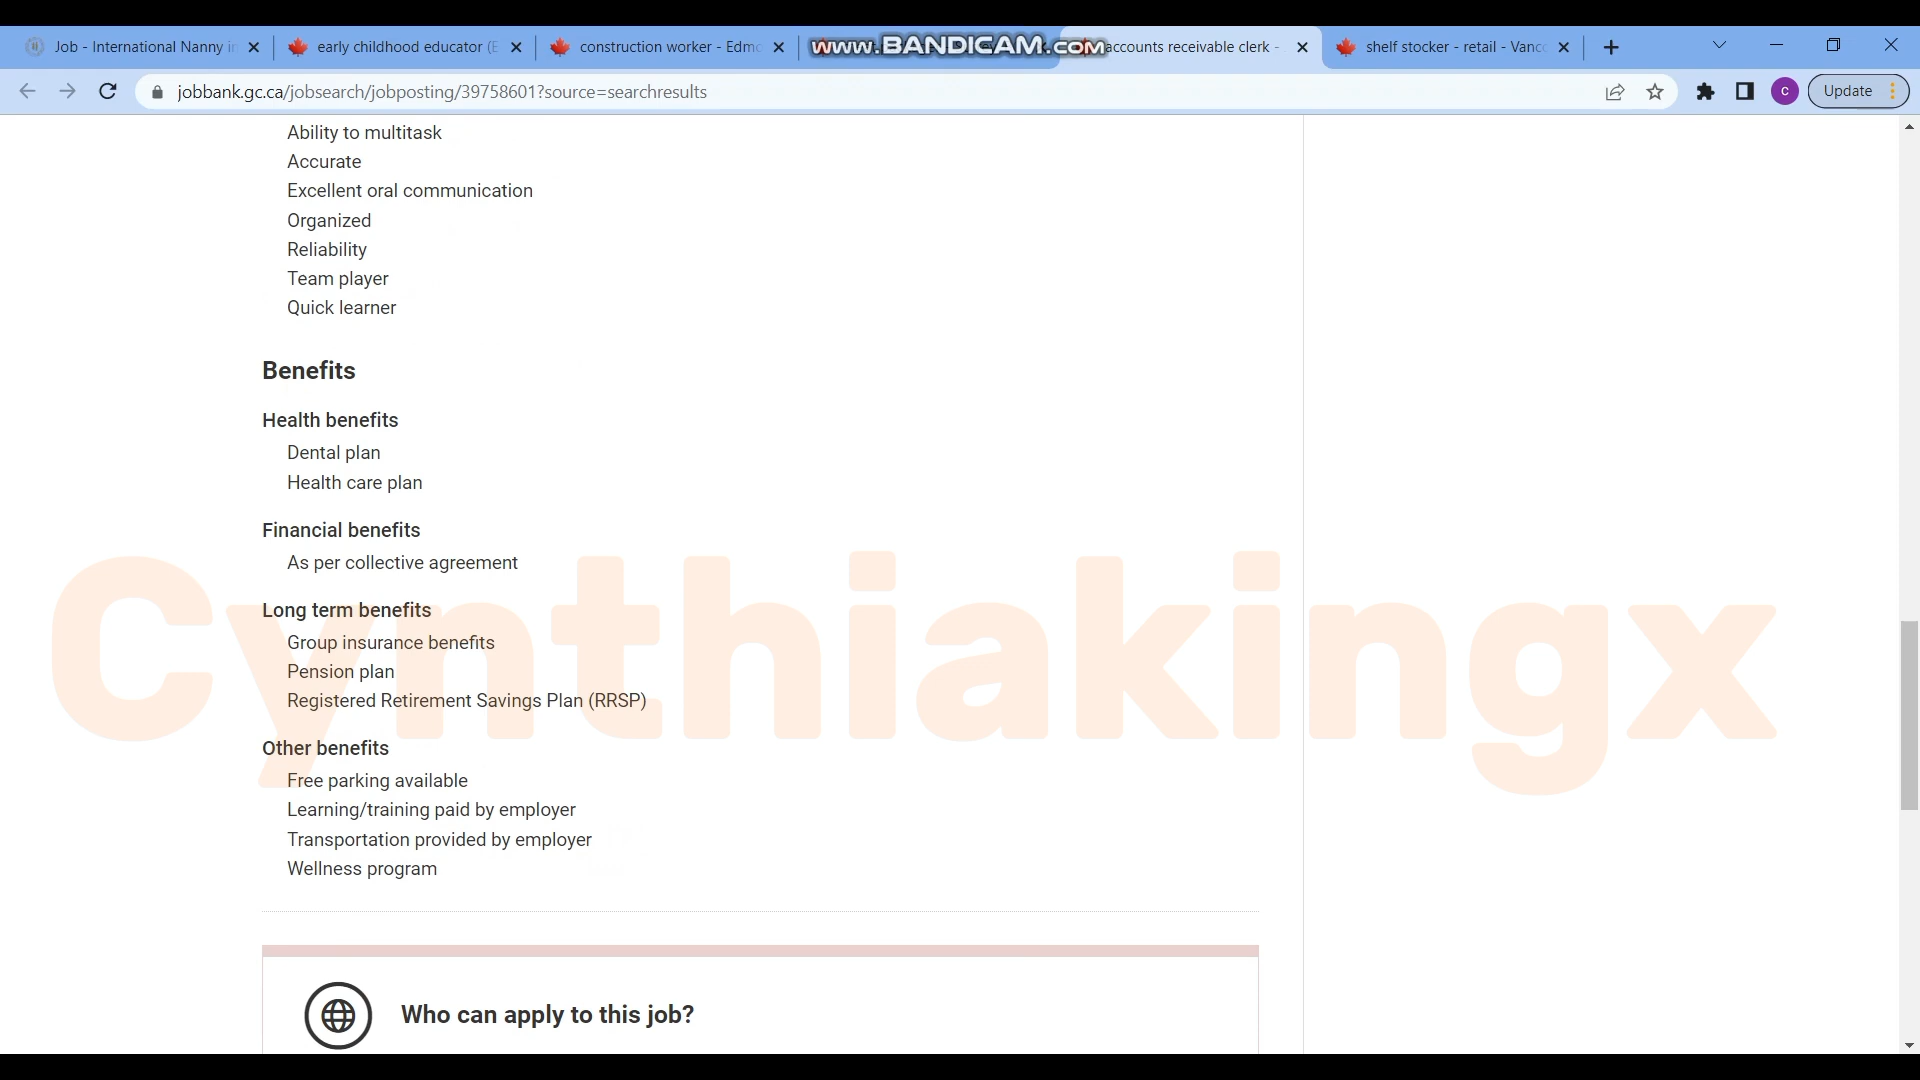 Job - International Nanny i
early childhood educator (E
construction worker - Edmo
www.BANDICAM.com
accounts receivable clerk -
shelf stocker - retail - Vanc
jobbank.gc.ca/jobsearch/jobposting/39758601?source=searchresults
C
Update
Ability to multitask
Accurate
Excellent oral communication
Organized
Reliability
Team player
Quick learner
Benefits
Health benefits
Dental plan
Health care plan
Financial benefits
As per collective agreement
Long term benefits
Group insurance benefits
Pension plan
Registered Retirement Savings Plan (RRSP)
Cynthiakingx
Other benefits
Free parking available
Learning/training paid by employer
Transportation provided by employer
Wellness program
Who can apply to this job?